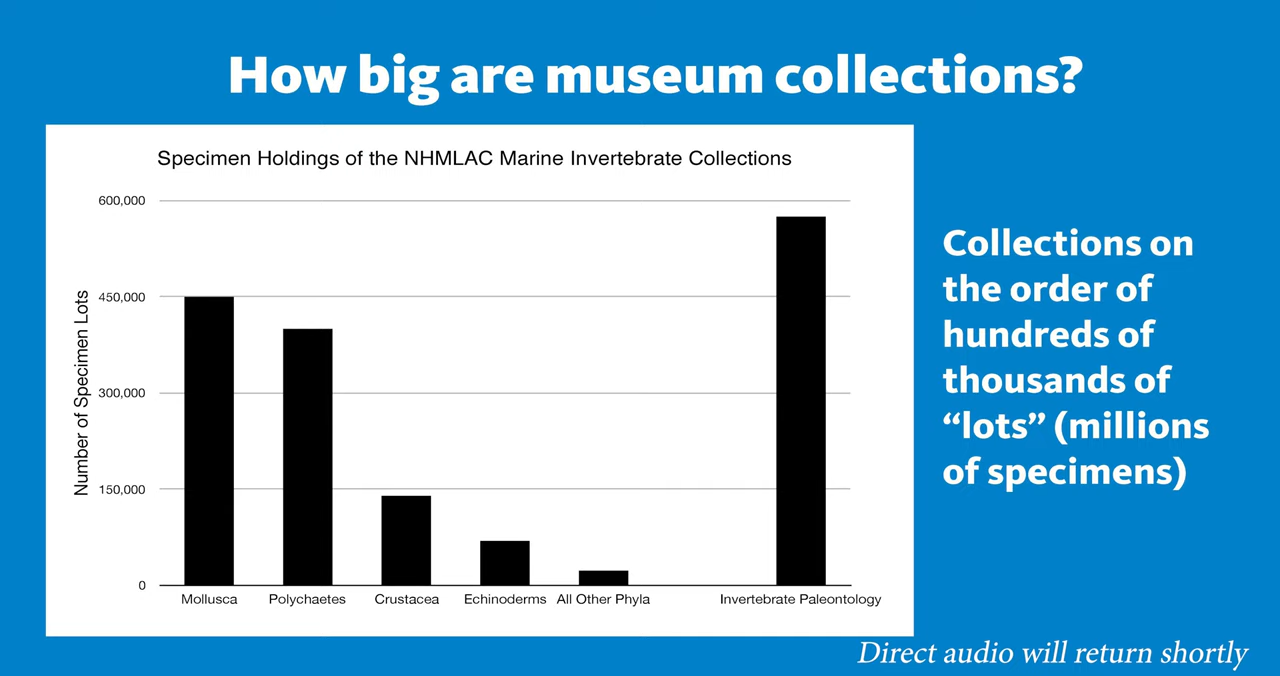 How big are museum collections?
Specimen Holdings of the NHMLAC Marine Invertebrate Collections
Number of Specimen Lots
600,000
450,000
300,000
150,000
0
Mollusca
Polychaetes
Crustacea
Echinoderms
All Other Phyla
Invertebrate Paleontology
Collections on
the order of
hundreds of
thousands of
“lots” (millions
of specimens)
Direct audio will return shortly